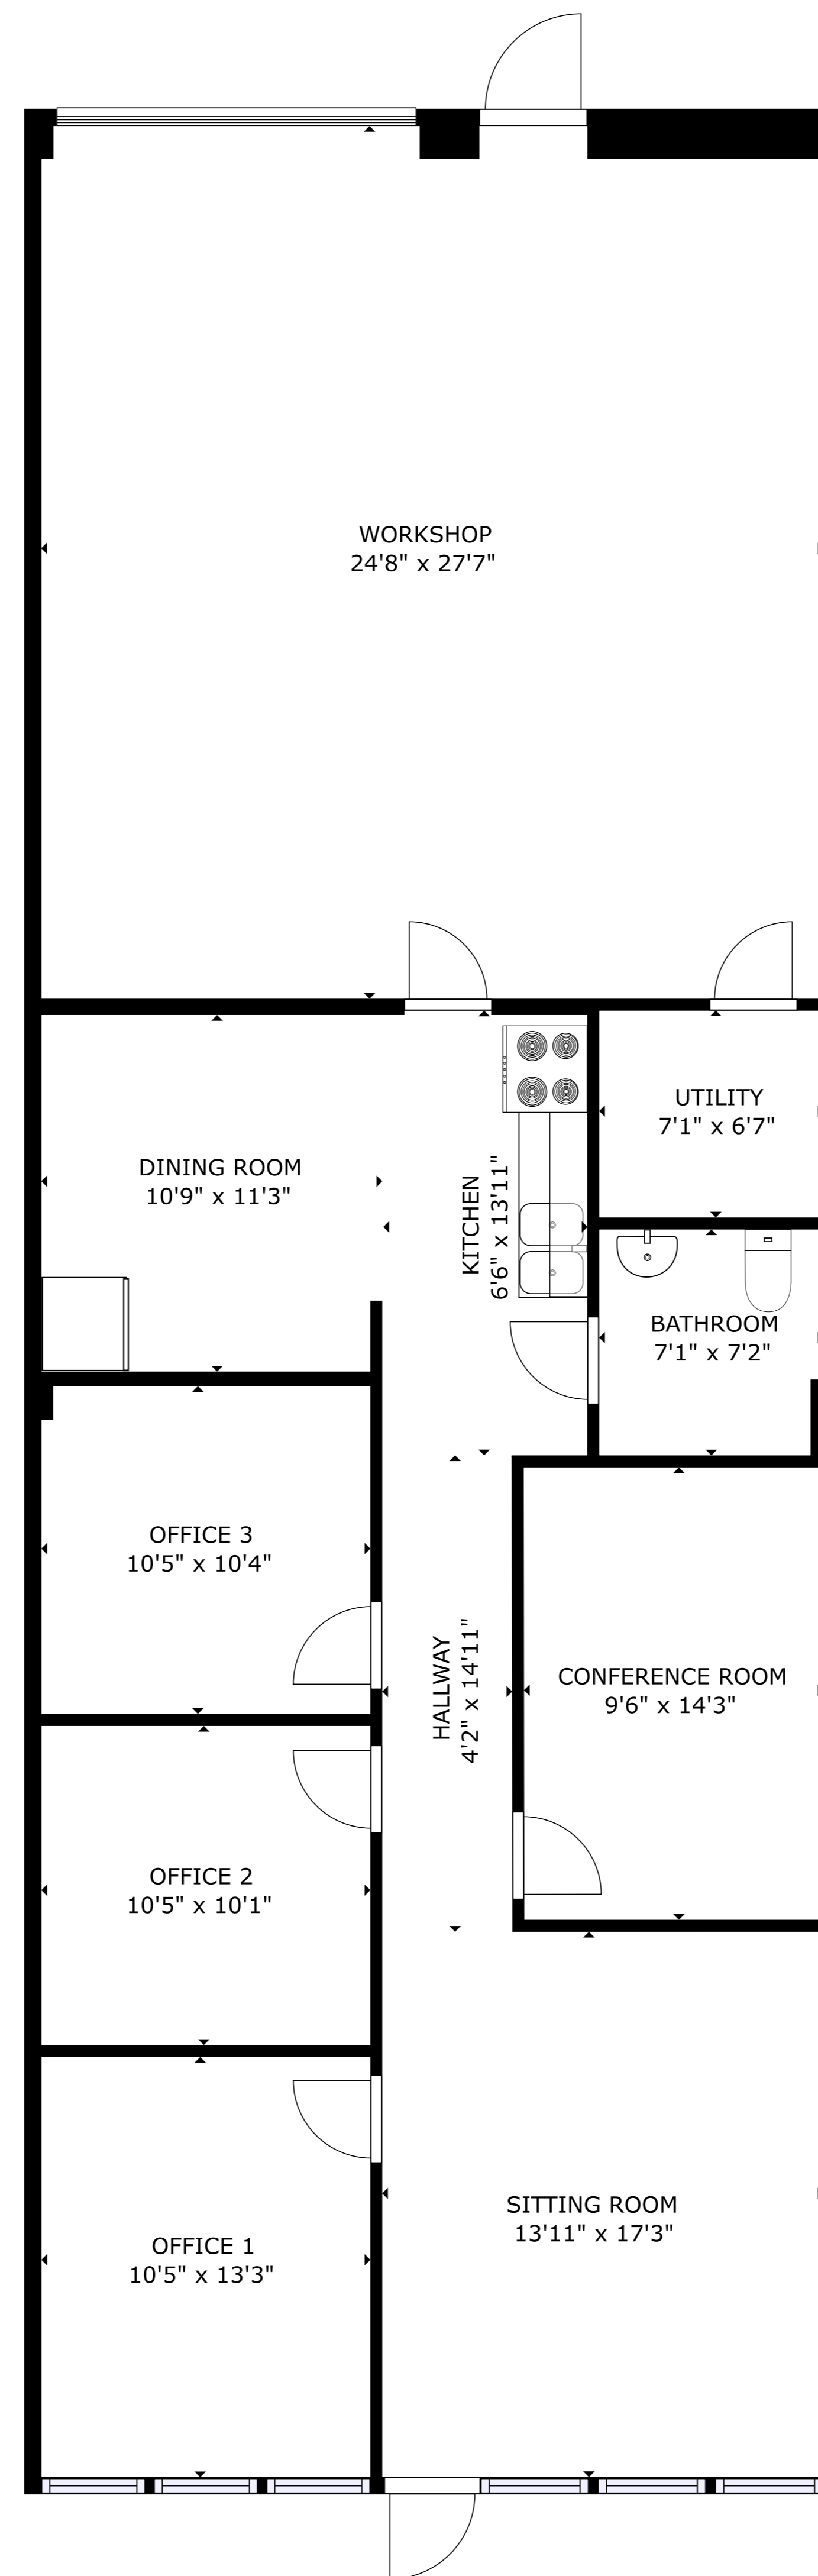 WORKSHOP
24'8" x 27'7"
DINING ROOM
10'9" x 11'3"
KITCHEN
6'6" x 13'11"
UTILITY
7'1" x 6'7"
BATHROOM
7'1" x 7'2"
OFFICE 3
10'5" x 10'4"
HALLWAY
4'2" x 14'11"
CONFERENCE ROOM
9'6" x 14'3"
OFFICE 2
10'5" x 10'1"
SITTING ROOM
13'11" x 17'3"
OFFICE 1
10'5" x 13'3"